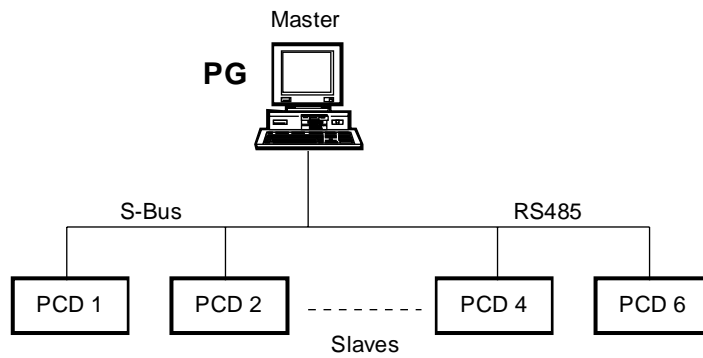 Master
PG
S-Bus
RS485
PCD 1
PCD 2
PCD 4
PCD 6
Slaves